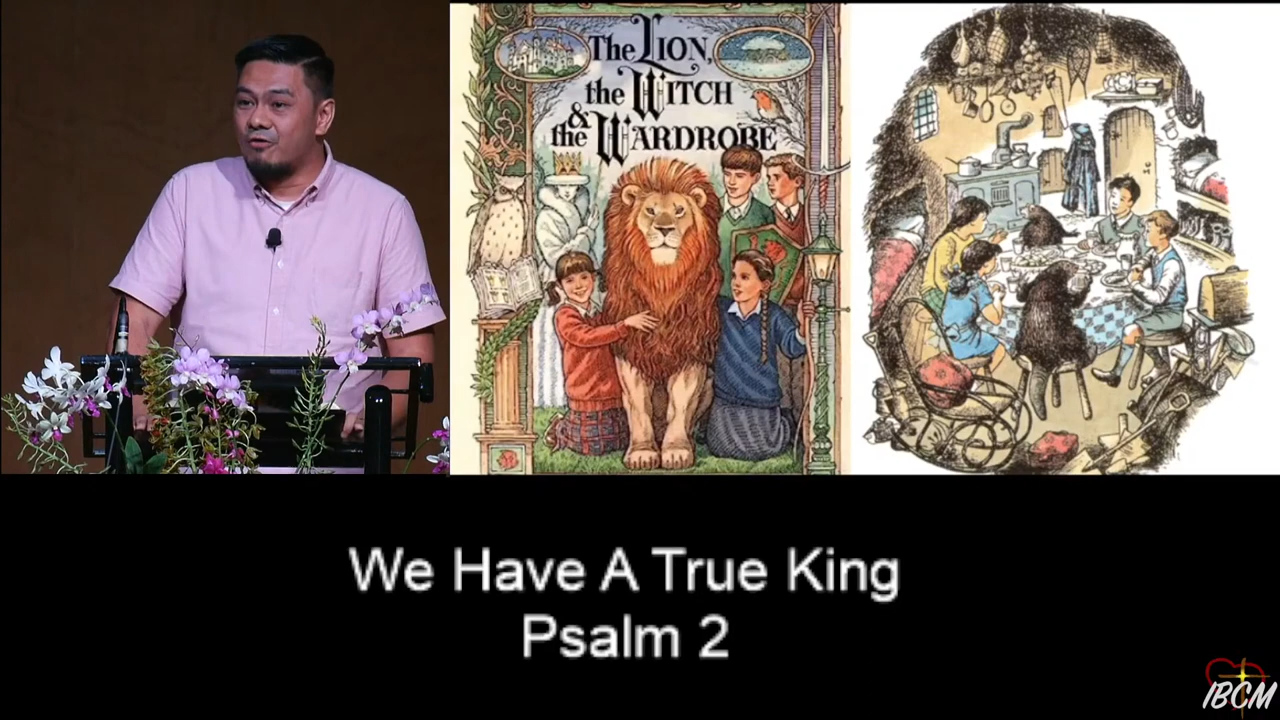 The LION,
the WITCH
&
the WARDROBE
We Have A True King
Psalm 2
IBCM